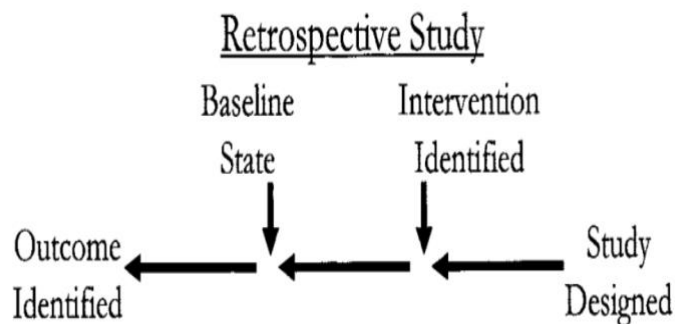 Retrospective Study
Baseline
State
Intervention
Identified
Outcome
Identified
Study
Designed